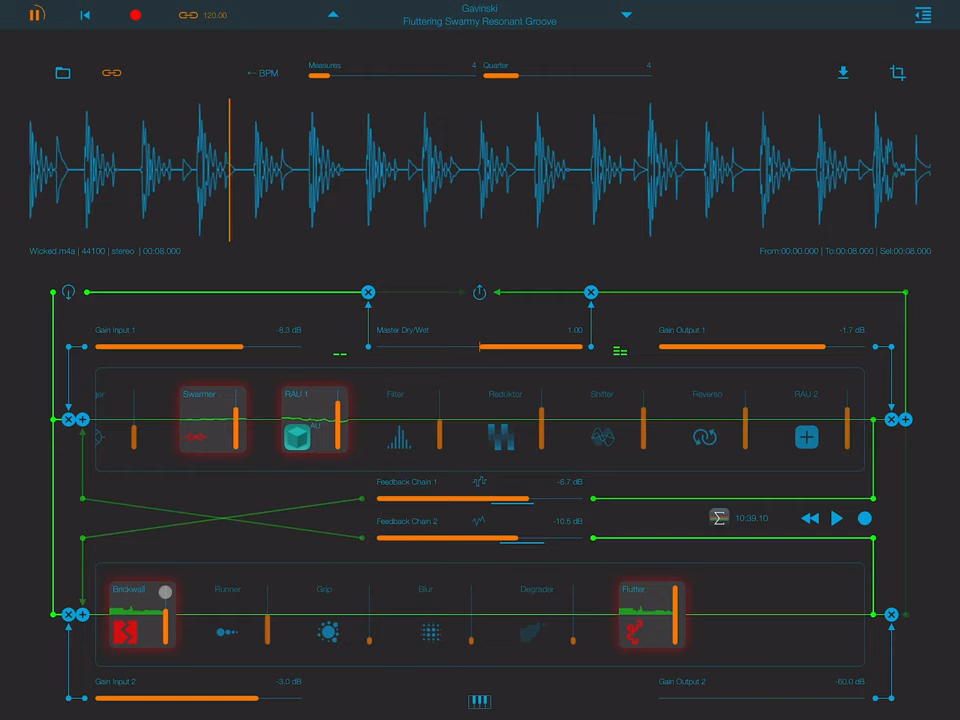 Gavinski
120.00
Fluttering Swarmy Resonant Groove
←BPM
Measures 4
Quarter 4
Wicked.m4a | 44100 | stereo | 00:08.000
From:00:00.000 | To:00:08.000 | Sel:00:08.000
Gain Input 1 -8.3 dB
Master Dry/Wet 1.00
Gain Output 1 -1.7 dB
Swarmer
RAU 1
Filter
Reduktor
Shifter
Reverso
RAU 2
AU
Feedback Chain 1 -6.7 dB
Feedback Chain 2 -10.5 dB
Σ 10:39.10
Brickwall
Runner
Grip
Blur
Degrader
Flutter
Gain Input 2 -3.0 dB
Gain Output 2 -60.0 dB